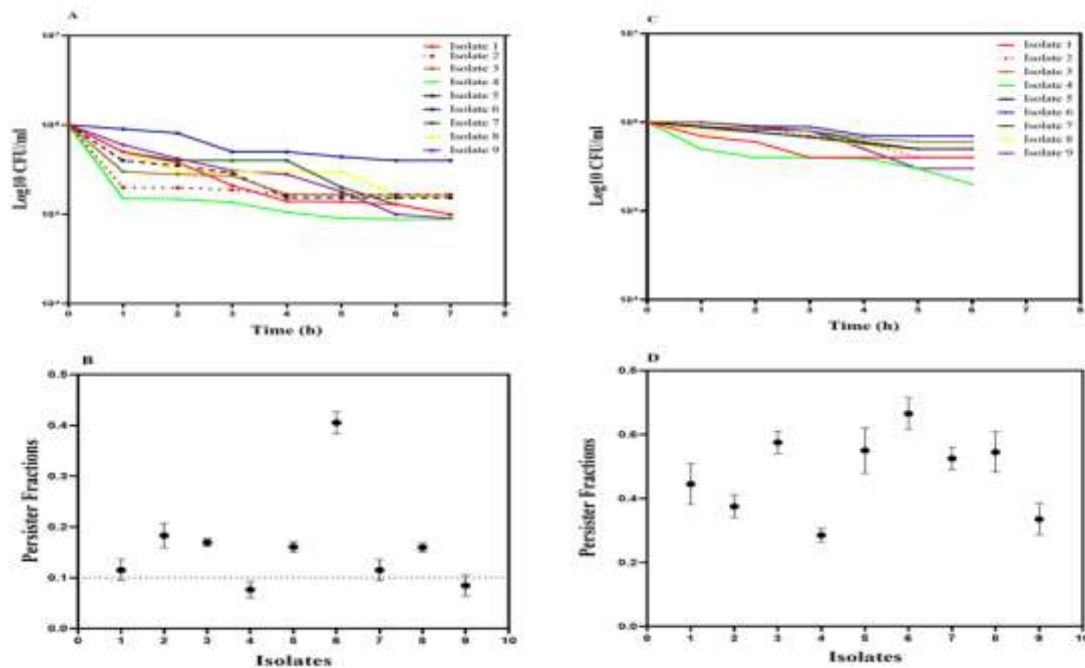 A
Log10 CFU/ml
Isolate 1
Isolate 2
Isolate 3
Isolate 4
Isolate 5
Isolate 6
Isolate 7
Isolate 8
Isolate 9
0 1 2 3 4 5 6 7 8
Time (h)
C
Log10 CFU/ml
Isolate 1
Isolate 2
Isolate 3
Isolate 4
Isolate 5
Isolate 6
Isolate 7
Isolate 8
Isolate 9
0 1 2 3 4 5 6 7 8
Time (h)
B
Persister Fractions
0.5
0.4
0.3
0.2
0.1
0.0
0 1 2 3 4 5 6 7 8 9 10
Isolates
D
Persister Fractions
0.8
0.6
0.4
0.2
0.0
0 1 2 3 4 5 6 7 8 9 10
Isolates